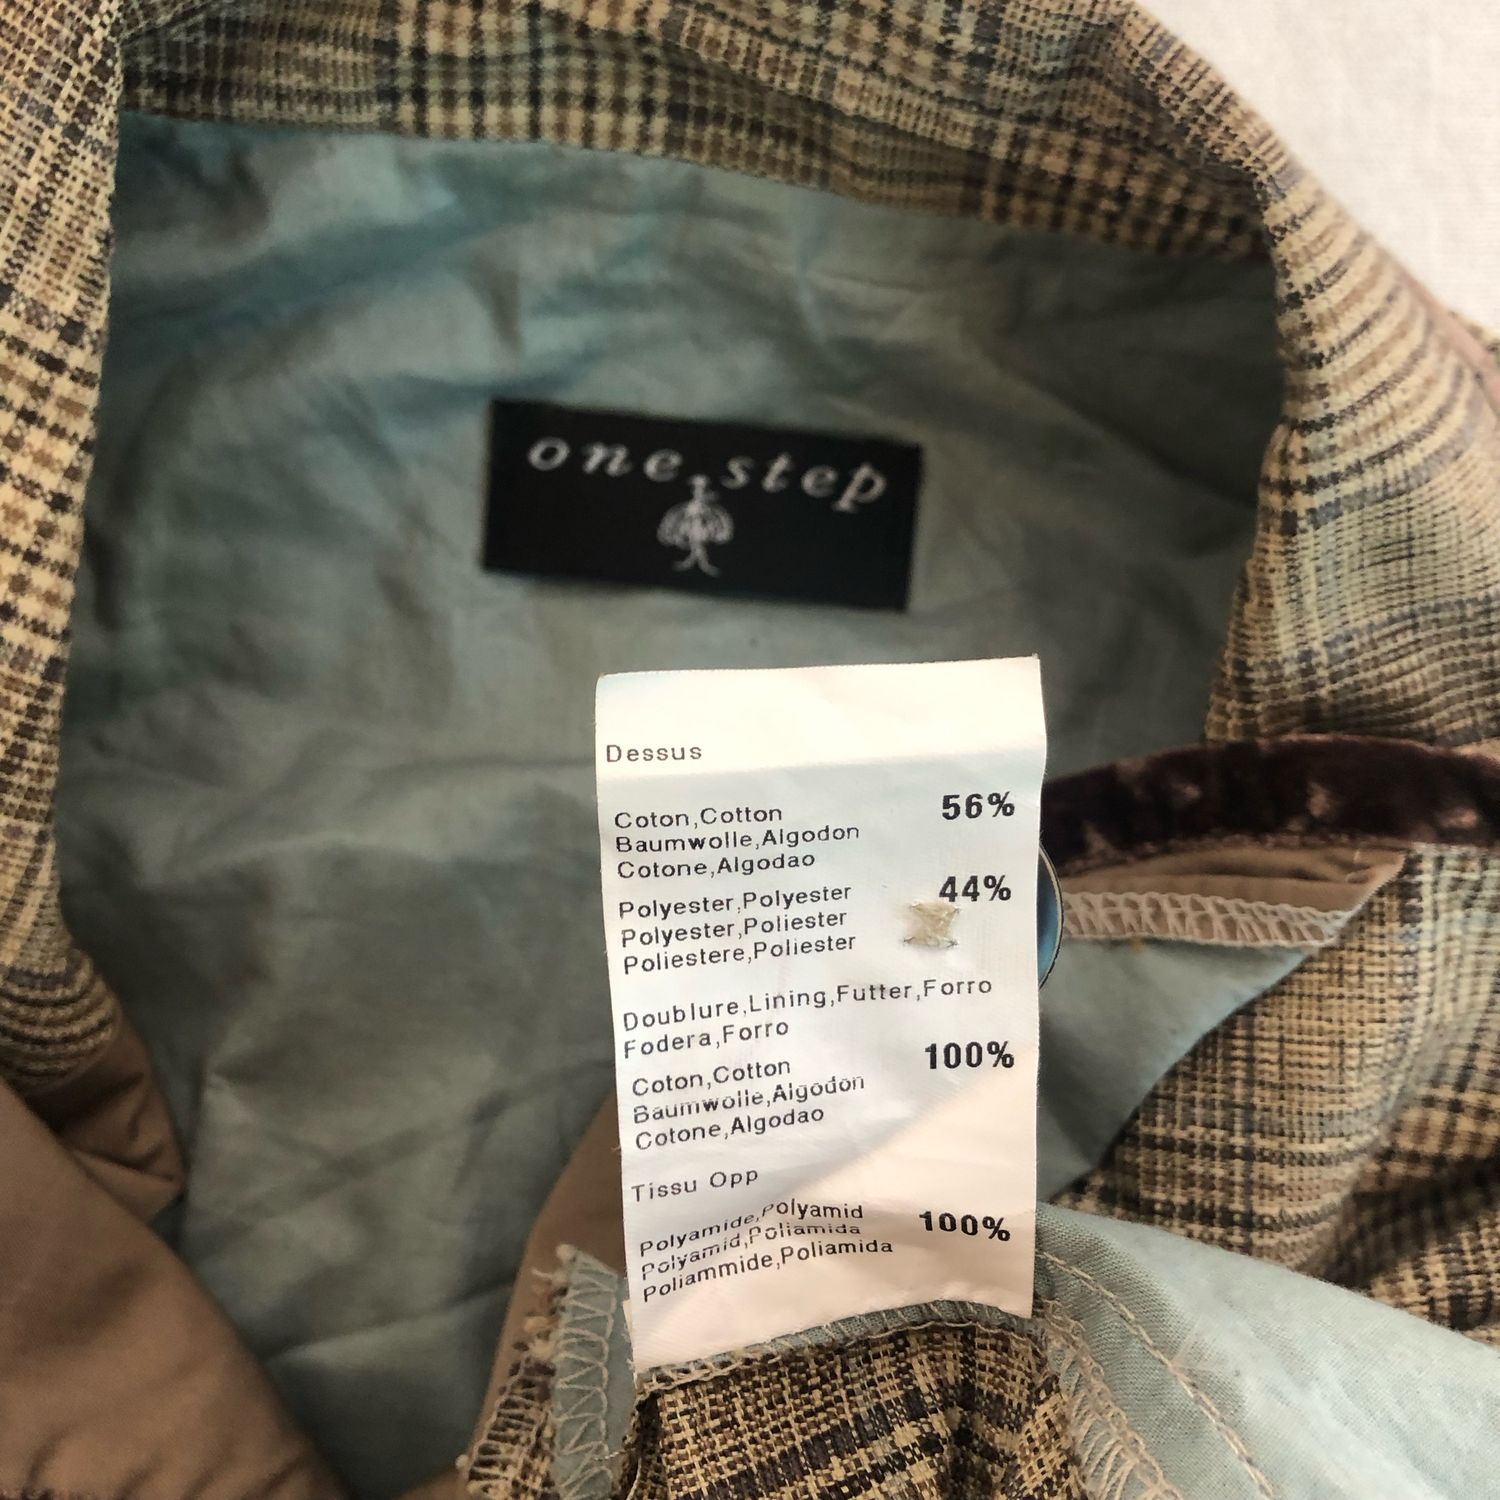 one step
Dessus
Coton,Cotton 56%
Baumwolle,Algodon
Cotone,Algodao
Polyester,Polyester 44%
Polyester,Poliester
Poliestere,Poliester
Doublure,Lining,Futter,Forro
Fodera,Forro
Coton,Cotton 100%
Baumwolle,Algodon
Cotone,Algodao
Tissu Opp
Polyamide,Polyamid 100%
Polyamid,Poliamida
Poliammide,Poliamida